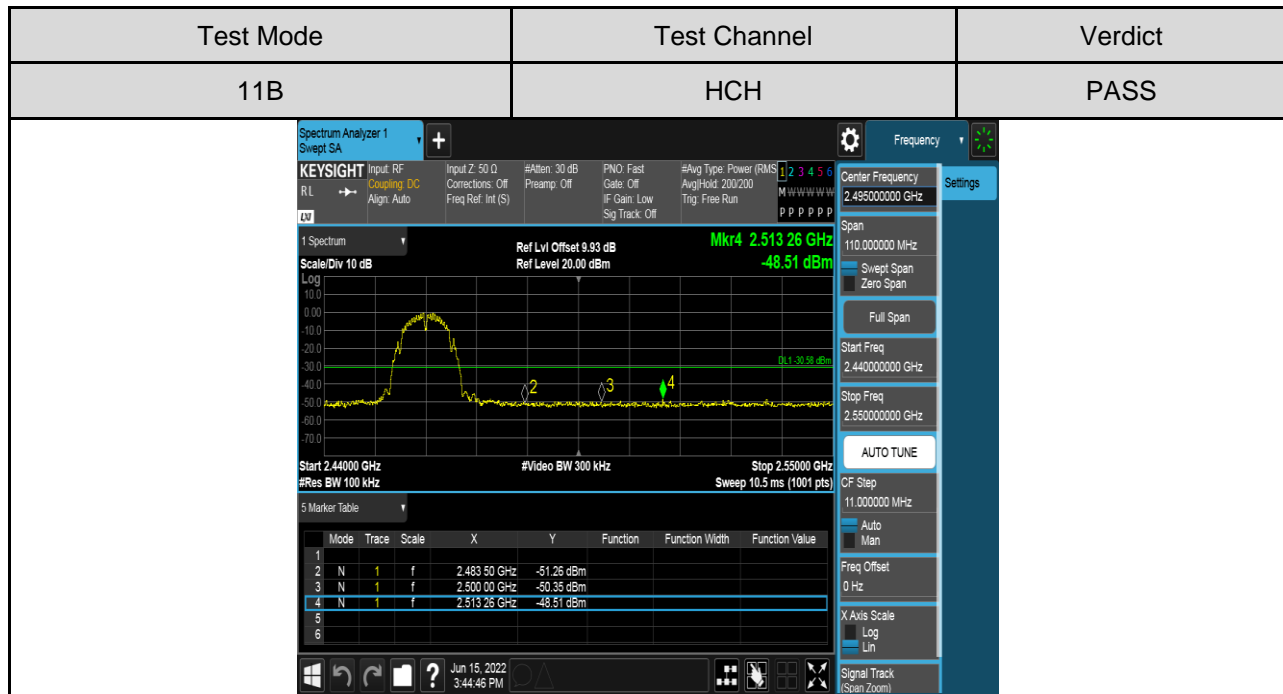 Test Mode Test Channel Verdict
11B HCH PASS
Spectrum Analyzer 1
Swept SA
+
Frequency
KEYSIGHT Input: RF Input Z: 50 Ω #Atten: 30 dB PNO: Fast #Avg Type: Power (RMS 1 2 3 4 5 6
RL Coupling: DC Corrections: Off Preamp: Off Gate: Off Avg|Hold: 200/200 M W W W W W
Align: Auto Freq Ref: Int (S) IF Gain: Low Trig: Free Run
LXI Sig Track: Off P P P P P P
1 Spectrum Ref Lvl Offset 9.93 dB Mkr4 2.513 26 GHz
Scale/Div 10 dB Ref Level 20.00 dBm -48.51 dBm
Log
10.0
0.00
-10.0
-20.0
DL1 -30.58 dBm
-30.0
-40.0 2 3 4
-50.0
-60.0
-70.0
Start 2.44000 GHz #Video BW 300 kHz Stop 2.55000 GHz
#Res BW 100 kHz Sweep 10.5 ms (1001 pts)
5 Marker Table
Mode Trace Scale X Y Function Function Width Function Value
1
2 N 1 f 2.483 50 GHz -51.26 dBm
3 N 1 f 2.500 00 GHz -50.35 dBm
4 N 1 f 2.513 26 GHz -48.51 dBm
5
6
? Jun 15, 2022
3:44:46 PM
Center Frequency
2.495000000 GHz
Settings
Span
110.000000 MHz
Swept Span
Zero Span
Full Span
Start Freq
2.440000000 GHz
Stop Freq
2.550000000 GHz
AUTO TUNE
CF Step
11.000000 MHz
Auto
Man
Freq Offset
0 Hz
X Axis Scale
Log
Lin
Signal Track
(Span Zoom)